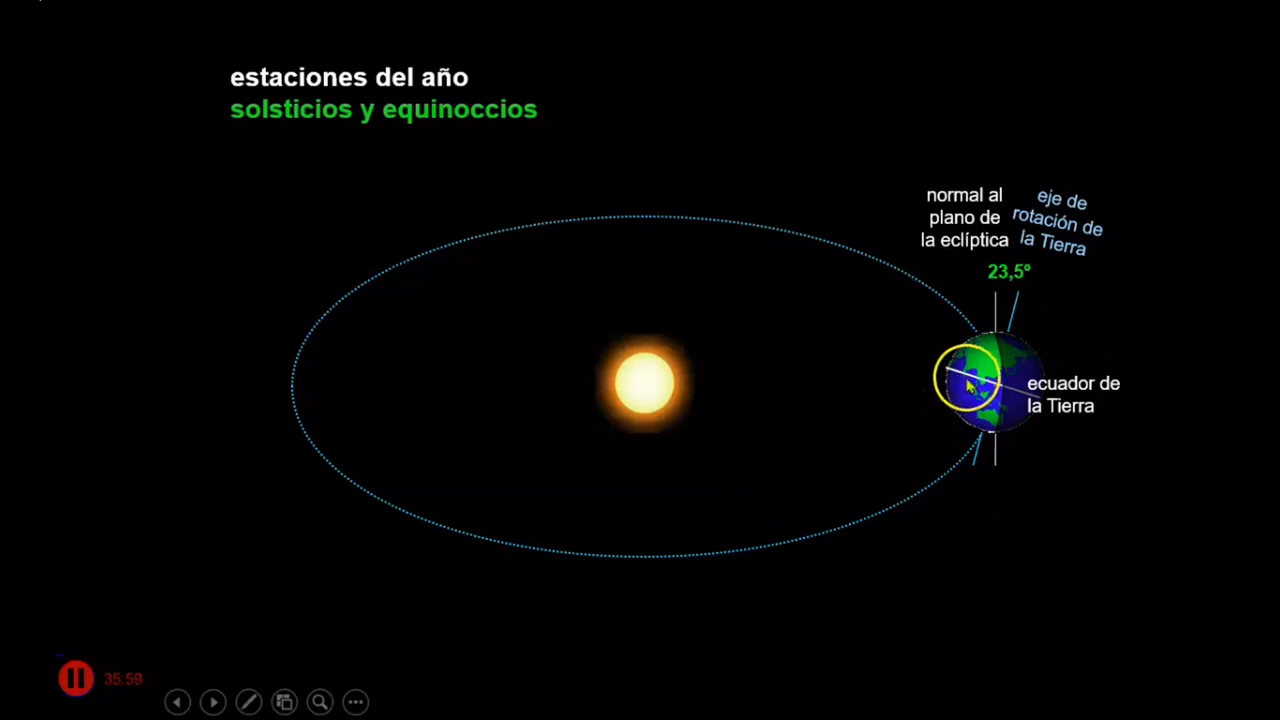 estaciones del año
solsticios y equinoccios
normal al
plano de
la eclíptica
eje de
rotación de
la Tierra
23,5º
ecuador de
la Tierra
35:59